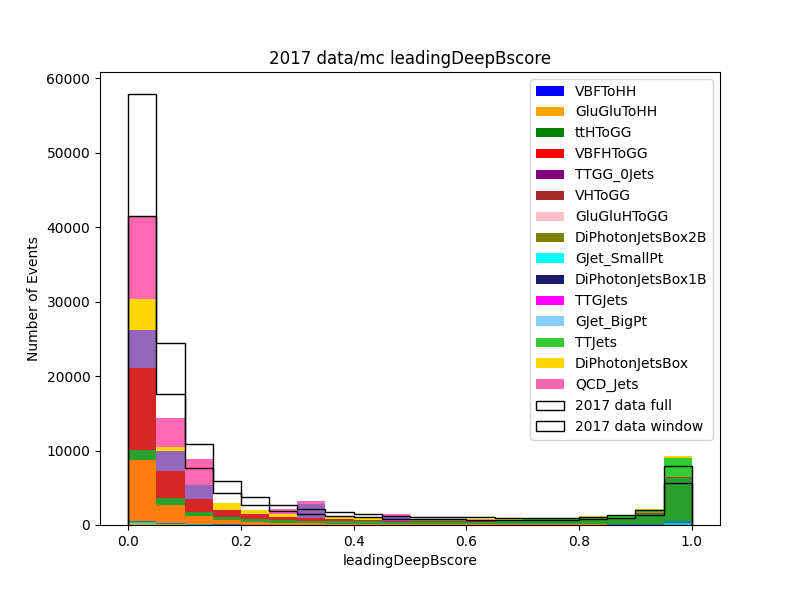 2017 data/mc leadingDeepBscore
60000
50000
40000
30000
20000
10000
0
Number of Events
0.0
0.2
0.4
0.6
0.8
1.0
leadingDeepBscore
VBFToHH
GluGluToHH
ttHToGG
VBFHToGG
TTGG_0Jets
VHToGG
GluGluHToGG
DiPhotonJetsBox2B
GJet_SmallPt
DiPhotonJetsBox1B
TTGJets
GJet_BigPt
TTJets
DiPhotonJetsBox
QCD_Jets
2017 data full
2017 data window